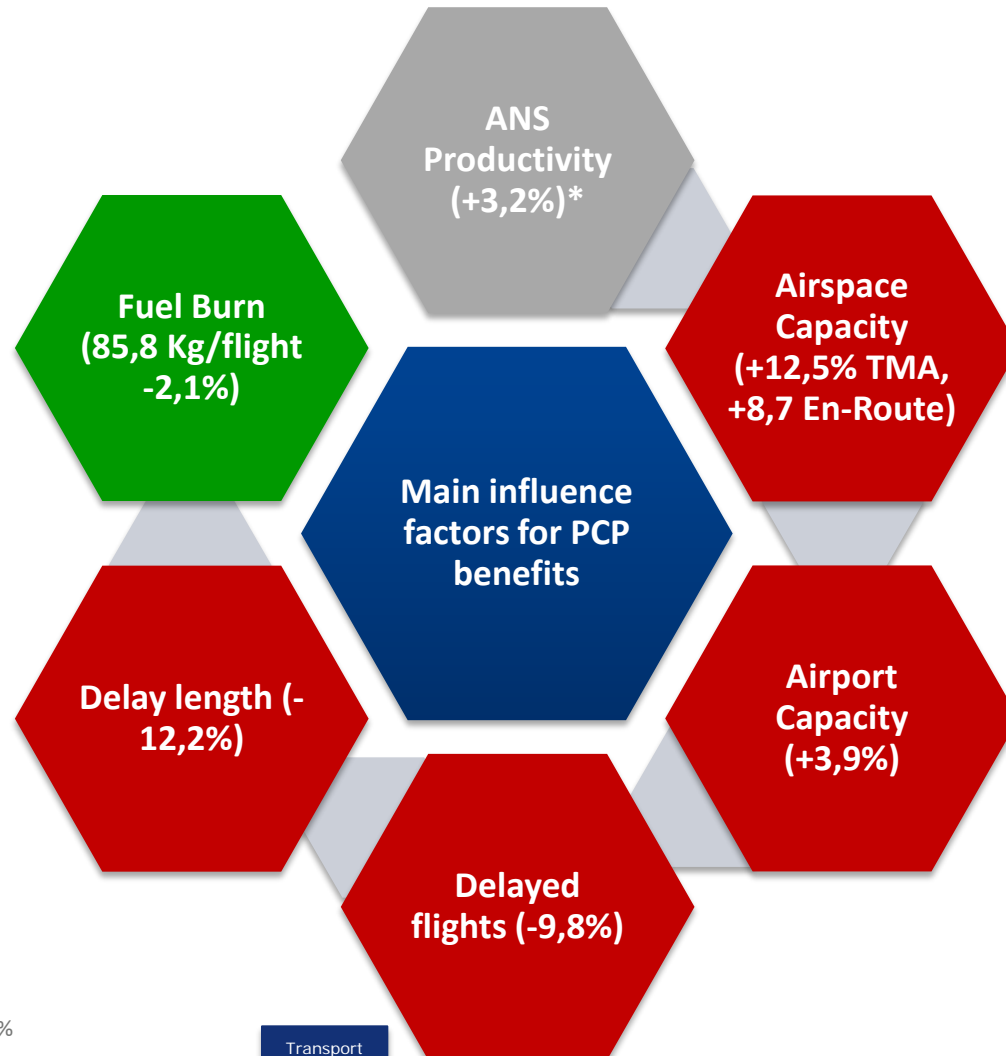 ANS
Productivity
(+3,2%)*
Fuel Burn
(85,8 Kg/flight
-2,1%)
Airspace
Capacity
(+12,5% TMA,
+8,7 En-Route)
Main influence
factors for PCP
benefits
Delay length (-
12,2%)
Airport
Capacity
(+3,9%)
Delayed
flights (-9,8%)
%
Transport